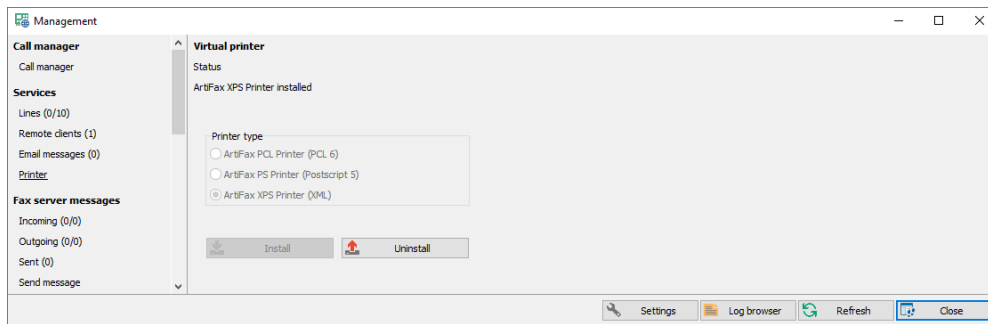 Management
Call manager
Call manager
Services
Lines (0/10)
Remote clients (1)
Email messages (0)
Printer
Fax server messages
Incoming (0/0)
Outgoing (0/0)
Sent (0)
Send message
Virtual printer
Status
ArtiFax XPS Printer installed
Printer type
ArtiFax PCL Printer (PCL 6)
ArtiFax PS Printer (Postscript 5)
ArtiFax XPS Printer (XML)
Install Uninstall
Settings Log browser Refresh Close